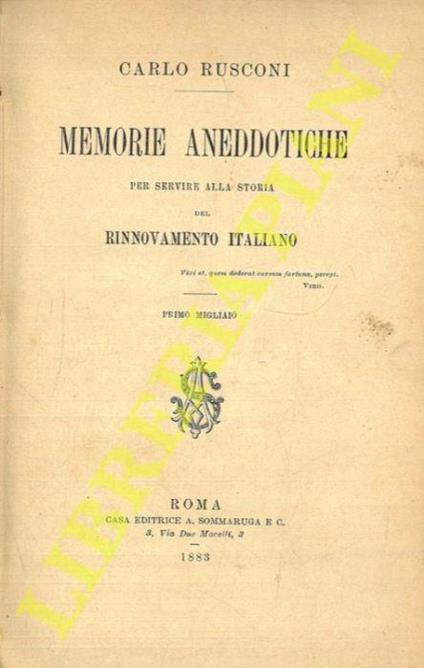 CARLO RUSCONI
MEMORIE ANEDDOTICHE
PER SERVIRE ALLA STORIA
DEL
RINNOVAMENTO ITALIANO
Vixi et, quem dederat cursum fortuna, peregi.
VIRG.
PRIMO MIGLIAIO
ROMA
CASA EDITRICE A. SOMMARUGA E C.
3, Via Due Macelli, 3
1883
LIBRERIA PIANI